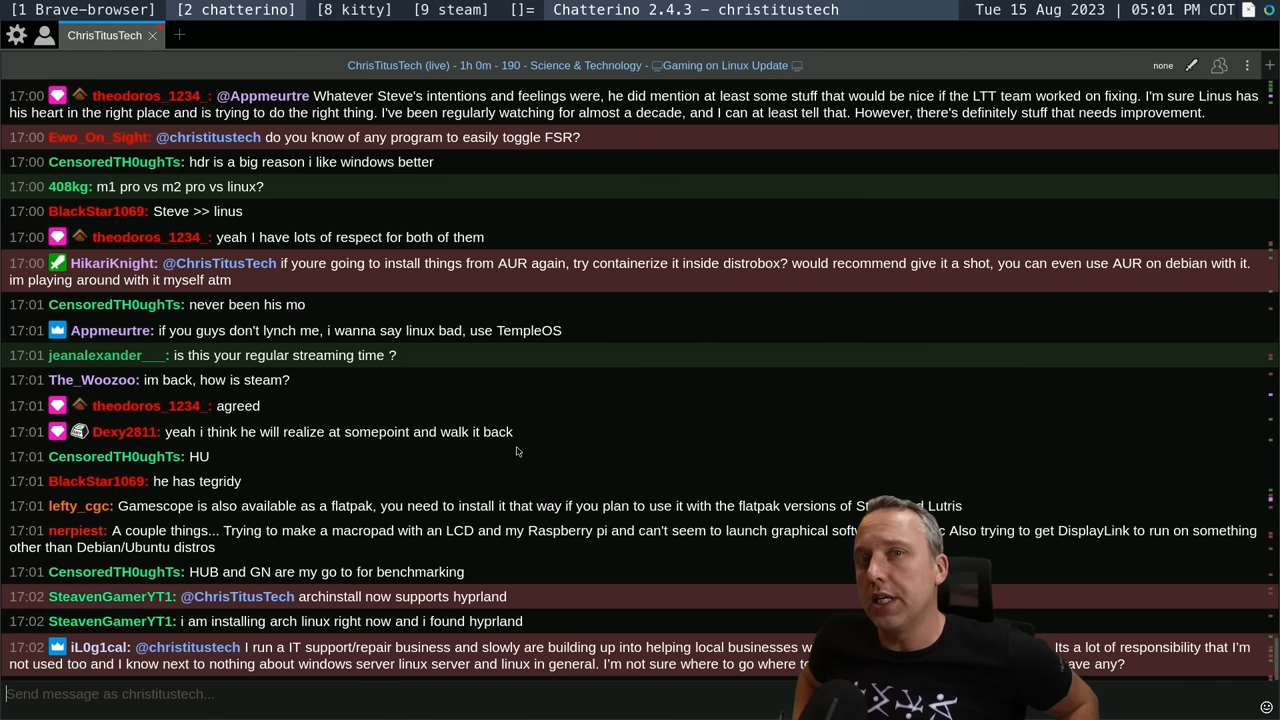 [1 Brave-browser] [2 chatterino] [8 kitty] [9 steam] []= Chatterino 2.4.3 - christitustech Tue 15 Aug 2023 | 05:01 PM CDT
ChrisTitusTech
ChrisTitusTech (live) - 1h 0m - 190 - Science & Technology - Gaming on Linux Update none
17:00 theodoros_1234_: @Appmeurtre Whatever Steve's intentions and feelings were, he did mention at least some stuff that would be nice if the LTT team worked on fixing. I'm sure Linus has
his heart in the right place and is trying to do the right thing. I've been regularly watching for almost a decade, and I can at least tell that. However, there's definitely stuff that needs improvement.
17:00 Ewo_On_Sight: @christitustech do you know of any program to easily toggle FSR?
17:00 CensoredTH0ughTs: hdr is a big reason i like windows better
17:00 408kg: m1 pro vs m2 pro vs linux?
17:00 BlackStar1069: Steve >> linus
17:00 theodoros_1234_: yeah I have lots of respect for both of them
17:00 HikariKnight: @ChrisTitusTech if youre going to install things from AUR again, try containerize it inside distrobox? would recommend give it a shot, you can even use AUR on debian with it.
im playing around with it myself atm
17:01 CensoredTH0ughTs: never been his mo
17:01 Appmeurtre: if you guys don't lynch me, i wanna say linux bad, use TempleOS
17:01 jeanalexander___: is this your regular streaming time ?
17:01 The_Woozoo: im back, how is steam?
17:01 theodoros_1234_: agreed
17:01 Dexy2811: yeah i think he will realize at somepoint and walk it back
17:01 CensoredTH0ughTs: HU
17:01 BlackStar1069: he has tegridy
17:01 lefty_cgc: Gamescope is also available as a flatpak, you need to install it that way if you plan to use it with the flatpak versions of Lutris
17:01 nerpiest: A couple things... Trying to make a macropad with an LCD and my Raspberry pi and can't seem to launch graphical Also trying to get DisplayLink to run on something
other than Debian/Ubuntu distros
17:01 CensoredTH0ughTs: HUB and GN are my go to for benchmarking
17:02 SteavenGamerYT1: @ChrisTitusTech archinstall now supports hyprland
17:02 SteavenGamerYT1: i am installing arch linux right now and i found hyprland
17:02 iL0g1cal: @christitustech I run a IT support/repair business and slowly are building up into helping local businesses Its a lot of responsibility that I'm
not used too and I know next to nothing about windows server linux server and linux in general. I'm not sure where to go where any?
Send message as christitustech...